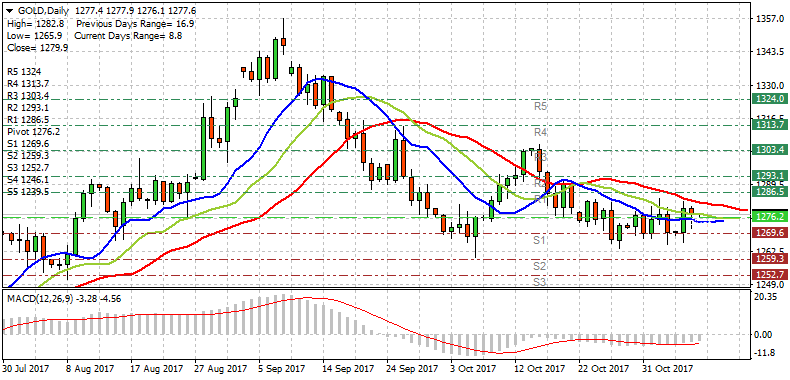 GOLD,Daily 1277.4 1277.9 1276.1 1277.6
High= 1282.8 Previous Days Range= 16.9
Low= 1265.9 Current Days Range= 8.8
Close= 1279.9
R5 1324
R4 1313.7
R3 1303.4
R2 1293.1
R1 1286.5
Pivot 1276.2
S1 1269.6
S2 1259.3
S3 1252.7
S4 1246.1
S5 1239.5
R5
R4
R3
S1
S2
S3
1357.0
1343.5
1330.0
1324.0
1316.5
1313.7
1303.4
1293.1
1286.5
1276.2
1269.6
1262.5
1259.3
1252.7
1249.0
MACD(12,26,9) -3.28 -4.56
20.35
0.00
-11.8
30 Jul 2017
8 Aug 2017
17 Aug 2017
27 Aug 2017
5 Sep 2017
14 Sep 2017
24 Sep 2017
3 Oct 2017
12 Oct 2017
22 Oct 2017
31 Oct 2017